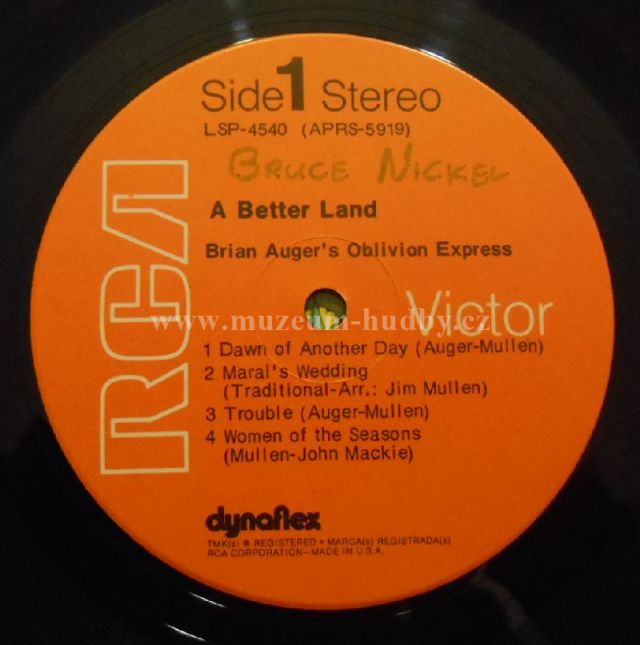 Side 1 Stereo
LSP-4540 (APRS-5919)
BRUCE NICKEL
A Better Land
Brian Auger's Oblivion Express
RCA
Victor
www.muzeum-hudby.cz
1 Dawn of Another Day (Auger-Mullen)
2 Maral's Wedding
(Traditional-Arr.: Jim Mullen)
3 Trouble (Auger-Mullen)
4 Women of the Seasons
(Mullen-John Mackie)
dynaflex
TMK(s) ® REGISTERED • MARCA(s) REGISTRADA(s)
RCA CORPORATION—MADE IN U.S.A.